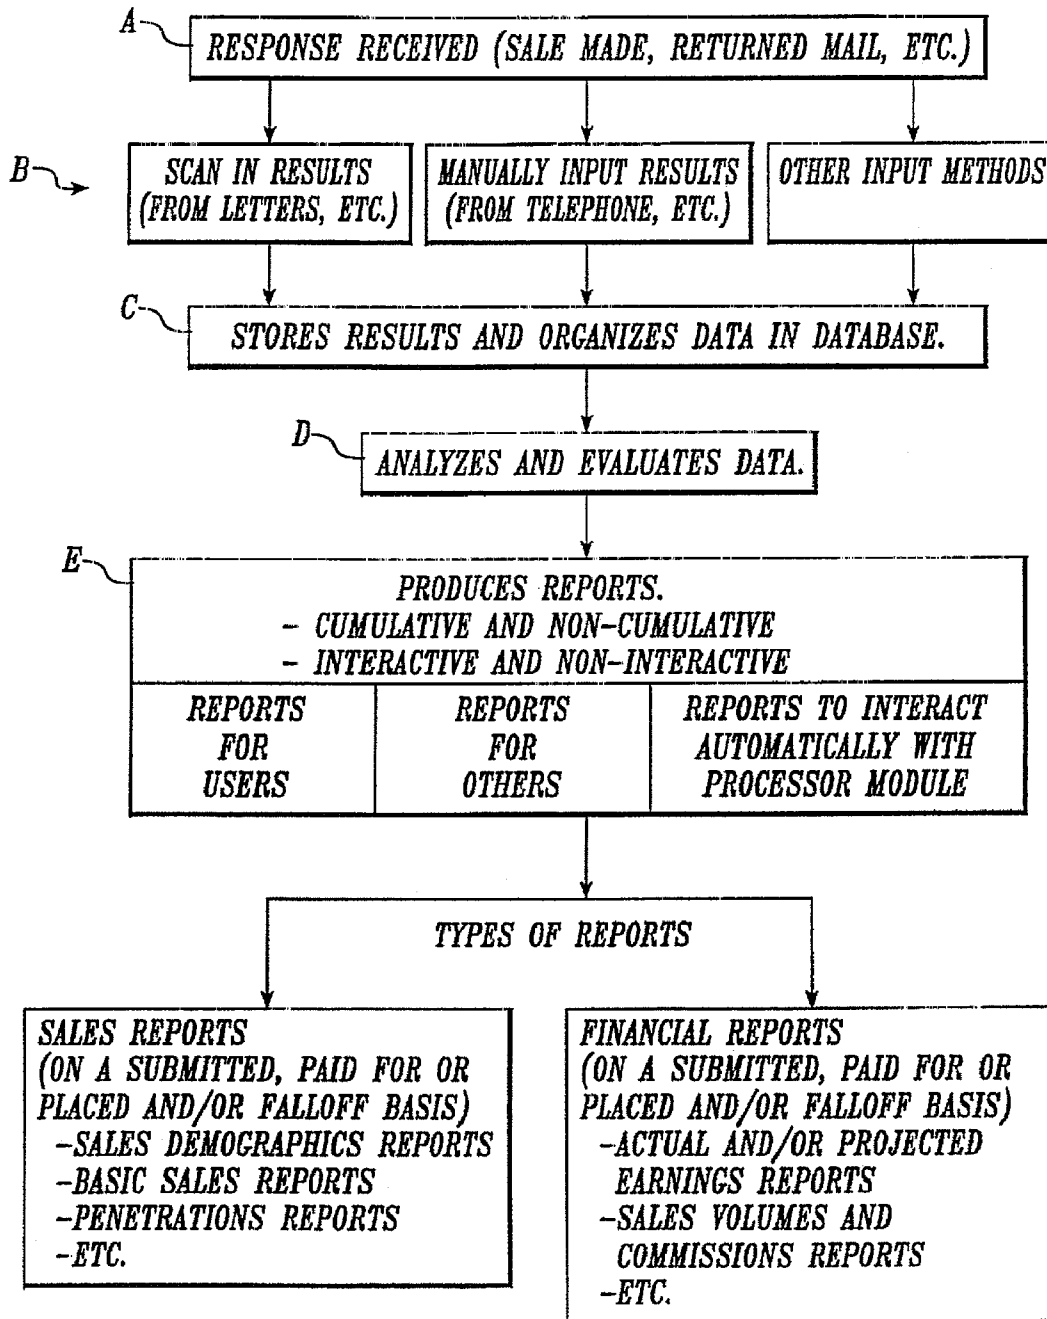 A
RESPONSE RECEIVED (SALE MADE, RETURNED MAIL, ETC.)
B
SCAN IN RESULTS
(FROM LETTERS, ETC.)
MANUALLY INPUT RESULTS
(FROM TELEPHONE, ETC.)
OTHER INPUT METHODS
C
STORES RESULTS AND ORGANIZES DATA IN DATABASE.
D
ANALYZES AND EVALUATES DATA.
E
PRODUCES REPORTS.
- CUMULATIVE AND NON-CUMULATIVE
- INTERACTIVE AND NON-INTERACTIVE
REPORTS
FOR
USERS
REPORTS
FOR
OTHERS
REPORTS TO INTERACT
AUTOMATICALLY WITH
PROCESSOR MODULE
TYPES OF REPORTS
SALES REPORTS
(ON A SUBMITTED, PAID FOR OR
PLACED AND/OR FALLOFF BASIS)
-SALES DEMOGRAPHICS REPORTS
-BASIC SALES REPORTS
-PENETRATIONS REPORTS
-ETC.
FINANCIAL REPORTS
(ON A SUBMITTED, PAID FOR OR
PLACED AND/OR FALLOFF BASIS)
-ACTUAL AND/OR PROJECTED
EARNINGS REPORTS
-SALES VOLUMES AND
COMMISSIONS REPORTS
-ETC.